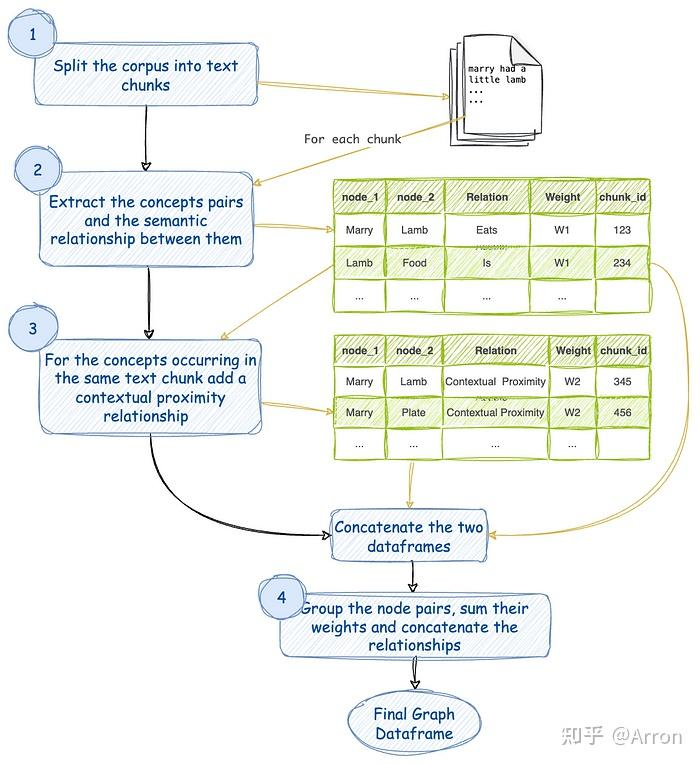 1
Split the corpus into text
chunks
marry had a
little lamb
...
...
For each chunk
2
Extract the concepts pairs
and the semantic
relationship between them
node_1 node_2 Relation Weight chunk_id
Marry Lamb Eats W1 123
Lamb Food Is W1 234
... ... ...
3
For the concepts occurring in
the same text chunk add a
contextual proximity
relationship
node_1 node_2 Relation Weight chunk_id
Marry Lamb Contextual Proximity W2 345
Marry Plate Contextual Proximity W2 456
... ... ...
Concatenate the two
dataframes
4
Group the node pairs, sum their
weights and concatenate the
relationships
Final Graph
Dataframe
知乎 @Arron